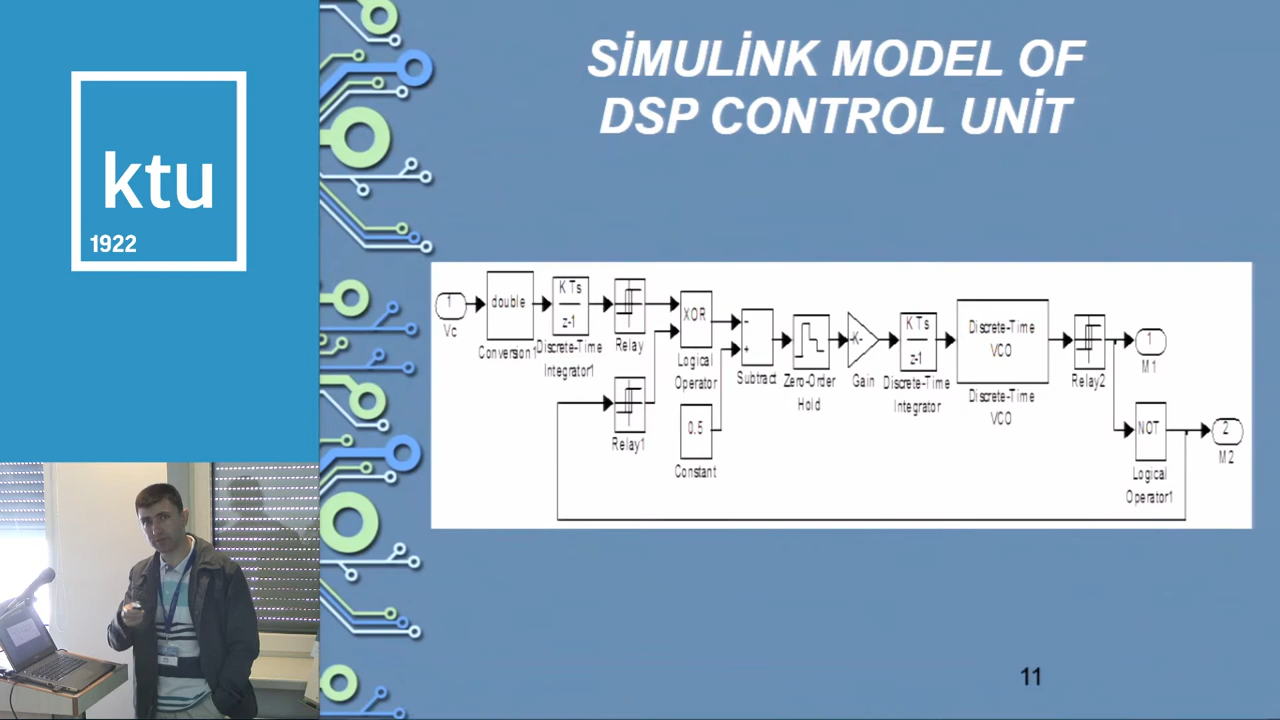 ktu
1922
SİMULİNK MODEL OF
DSP CONTROL UNİT
1
Vc
double
Conversion1
K Ts
z-1
Discrete-Time
Integrator1
Relay
Relay1
XOR
Logical
Operator
0.5
Constant
-
+
Subtract
Zero-Order
Hold
-K-
Gain
K Ts
z-1
Discrete-Time
Integrator
Discrete-Time
VCO
Discrete-Time
VCO
Relay2
1
M1
NOT
Logical
Operator1
2
M2
11